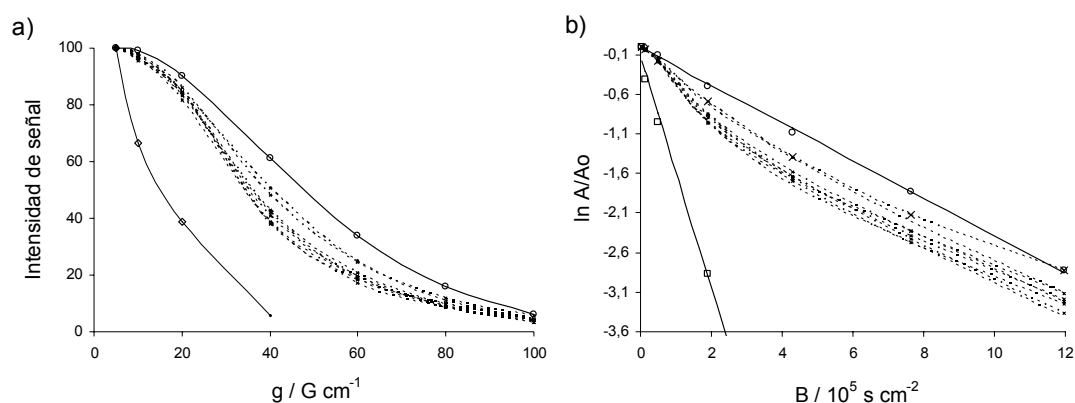 a)
Intensidad de señal
100
80
60
40
20
0
0 20 40 60 80 100
g / G cm⁻¹
b)
ln A/Ao
-0,1
-0,6
-1,1
-1,6
-2,1
-2,6
-3,1
-3,6
0 2 4 6 8 10 12
B / 10⁵ s cm⁻²